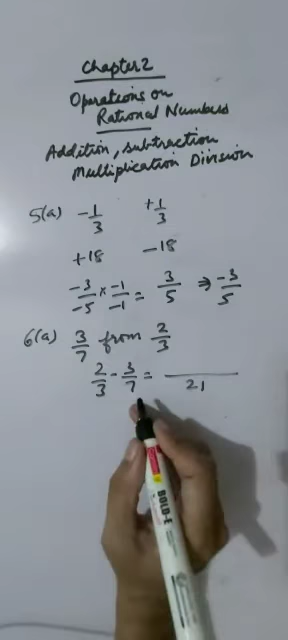 Chapter 2
Operations on
Rational Numbers
Addition, subtraction
Multiplication Division
5(a) -1/3 +1/3
+18 -18
-3/-5 × -1/-1 = 3/5 ⇒ -3/5
6(a) 3/7 from 2/3
2/3 - 3/7 = /21
BOLD-E